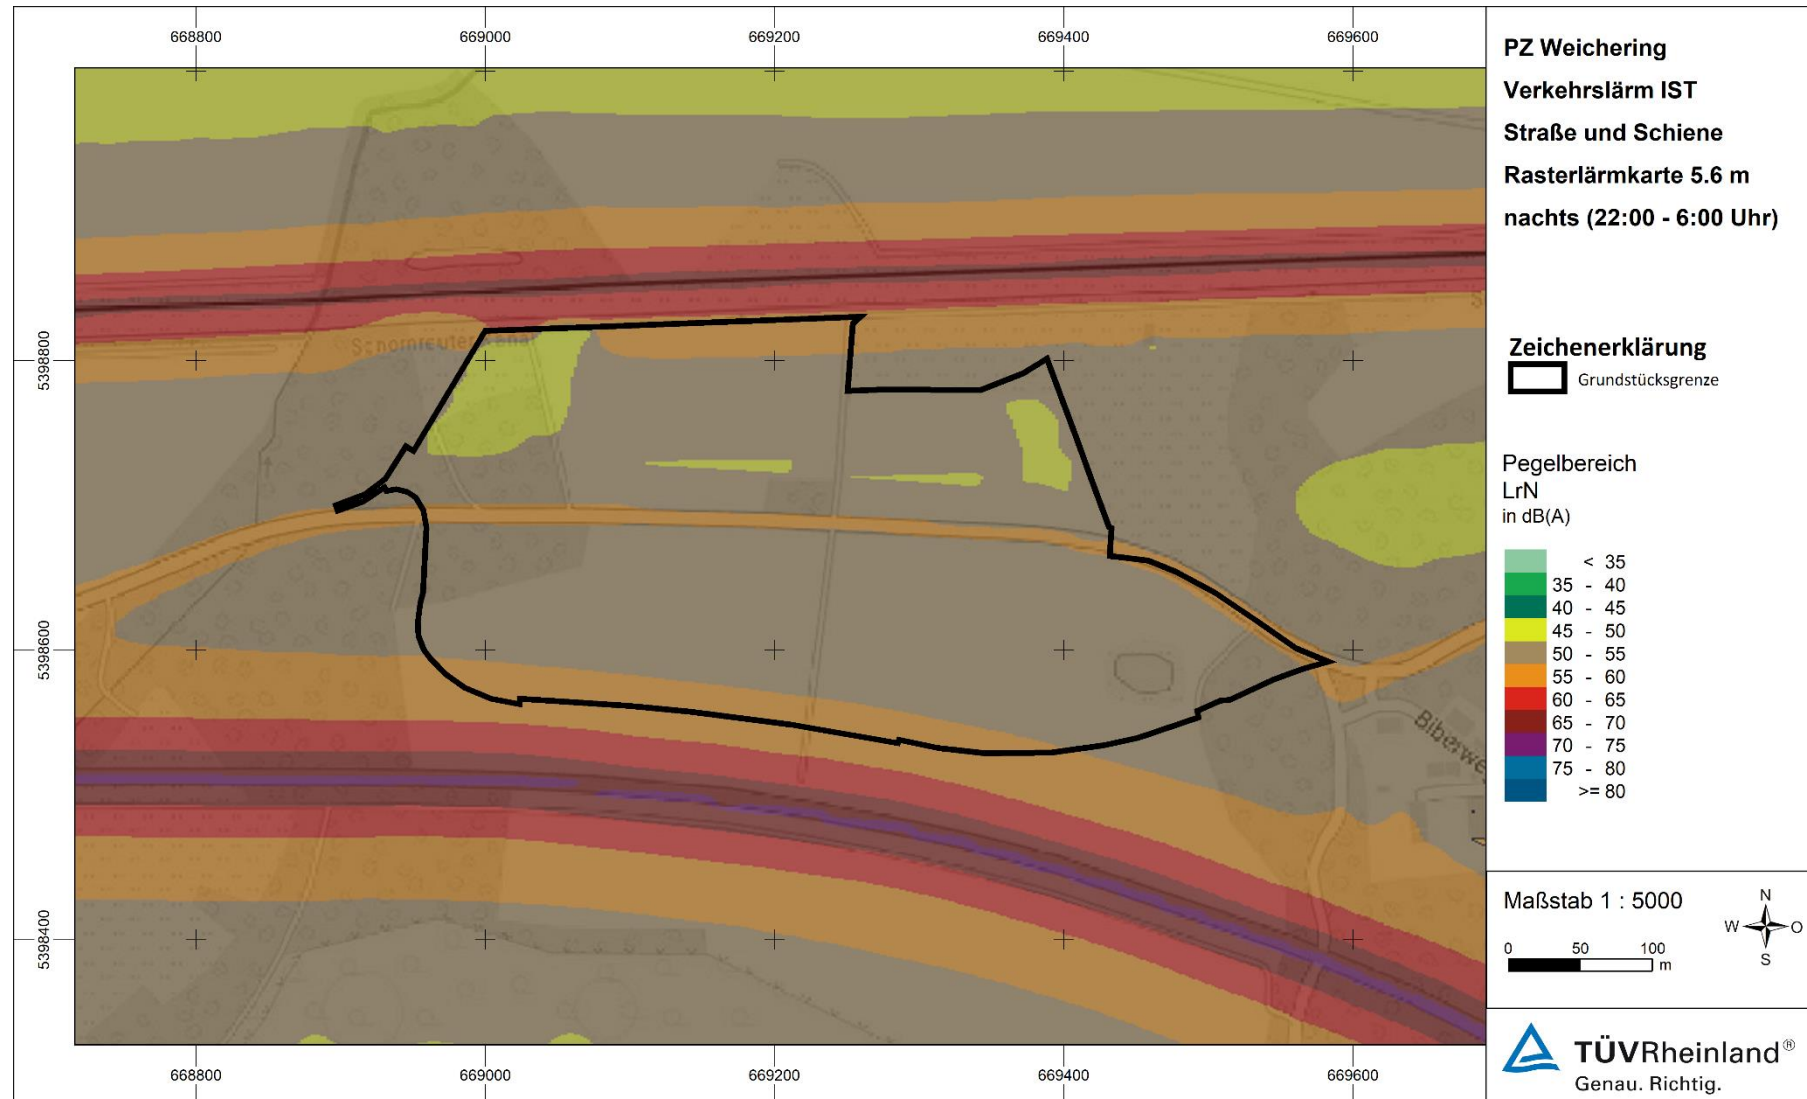 668800 669000 669200 669400 669600
PZ Weichering
Verkehrslärm IST
Straße und Schiene
Rasterlärmkarte 5.6 m
nachts (22:00 - 6:00 Uhr)
5398800
5398600
5398400
Schornreuter Kanal
S
Biberweg
Zeichenerklärung
Grundstücksgrenze
Pegelbereich
LrN
in dB(A)
< 35
35 - 40
40 - 45
45 - 50
50 - 55
55 - 60
60 - 65
65 - 70
70 - 75
75 - 80
>= 80
Maßstab 1 : 5000
0 50 100
m
N
W O
S
TÜVRheinland®
Genau. Richtig.
668800 669000 669200 669400 669600